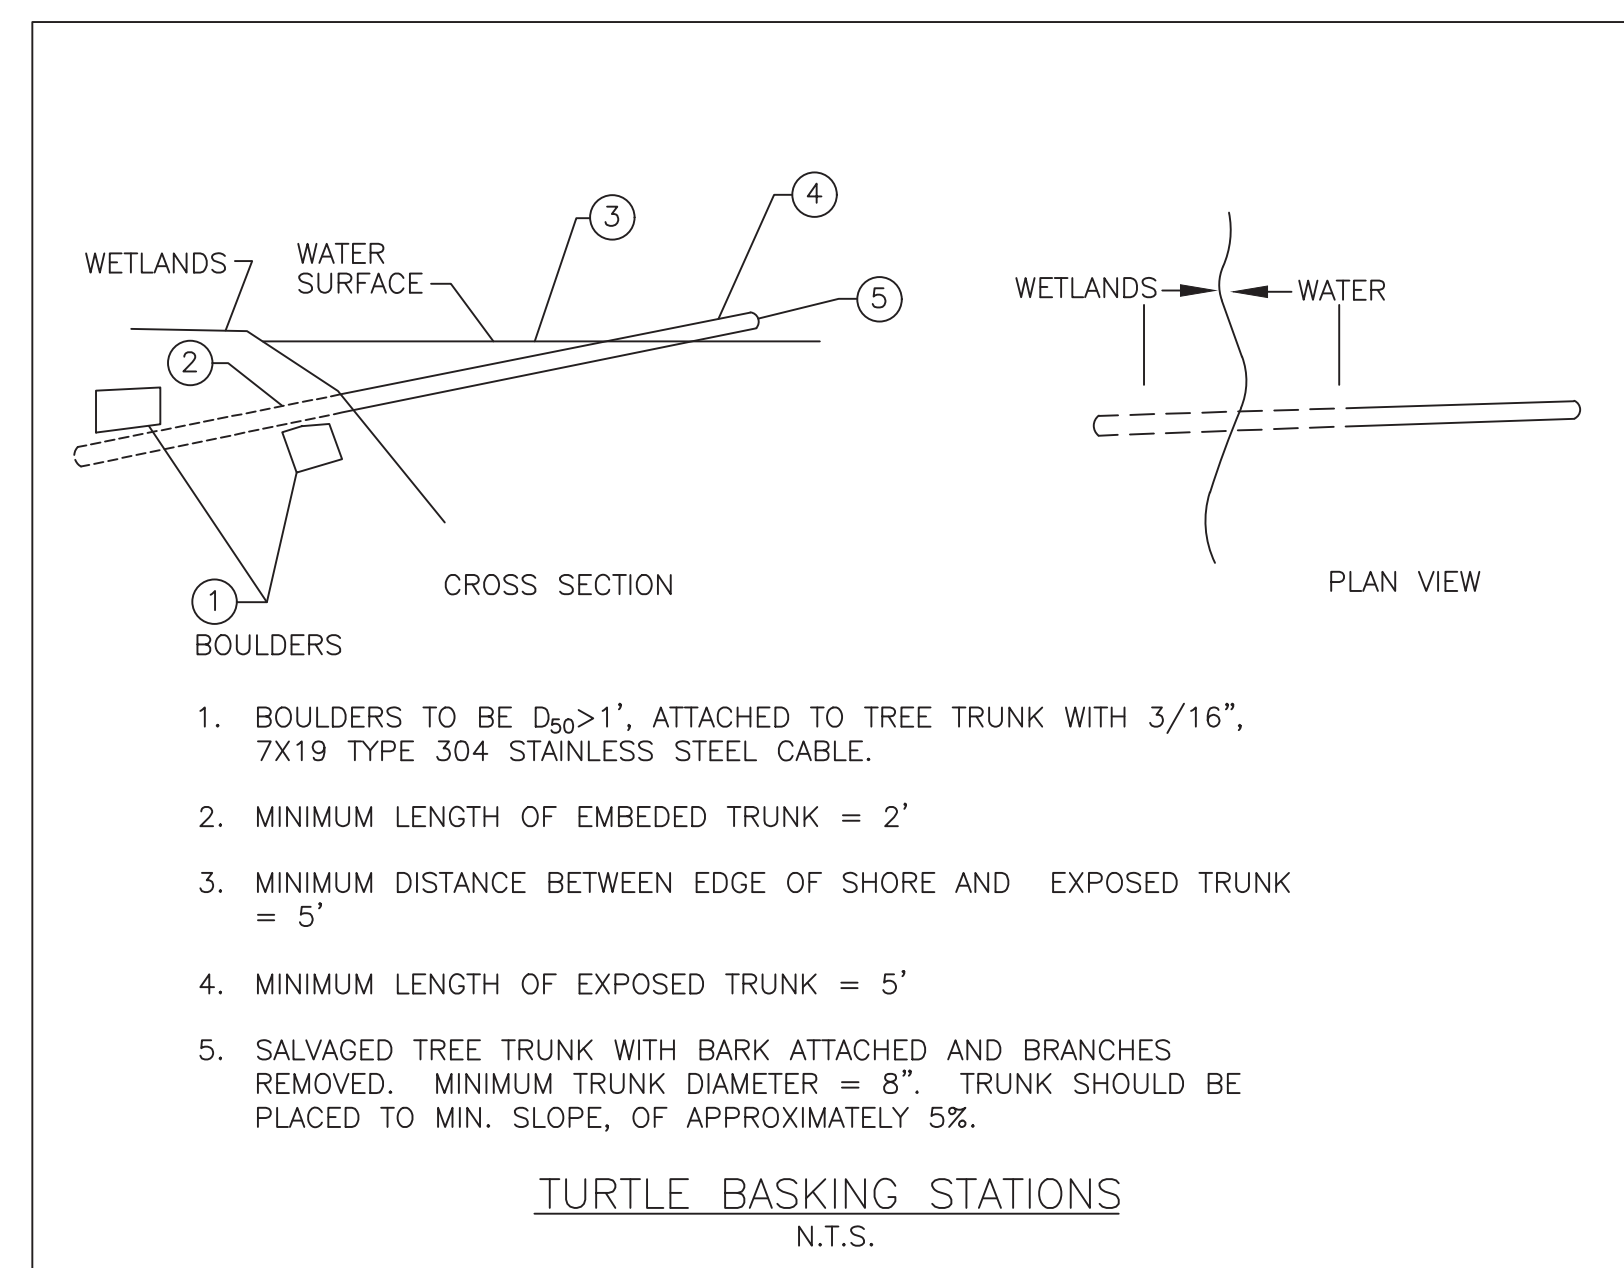 4
3
WETLANDS
WATER
SURFACE
5
2
1
CROSS SECTION
BOULDERS
WETLANDS
WATER
PLAN VIEW
1. BOULDERS TO BE D50>1', ATTACHED TO TREE TRUNK WITH 3/16",
7X19 TYPE 304 STAINLESS STEEL CABLE.
2. MINIMUM LENGTH OF EMBEDED TRUNK = 2'
3. MINIMUM DISTANCE BETWEEN EDGE OF SHORE AND EXPOSED TRUNK
= 5'
4. MINIMUM LENGTH OF EXPOSED TRUNK = 5'
5. SALVAGED TREE TRUNK WITH BARK ATTACHED AND BRANCHES
REMOVED. MINIMUM TRUNK DIAMETER = 8". TRUNK SHOULD BE
PLACED TO MIN. SLOPE, OF APPROXIMATELY 5%.
TURTLE BASKING STATIONS
N.T.S.